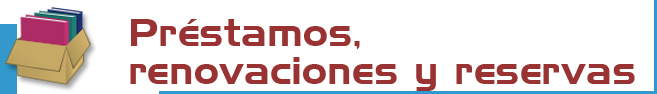 Préstamos,
renovaciones y reservas